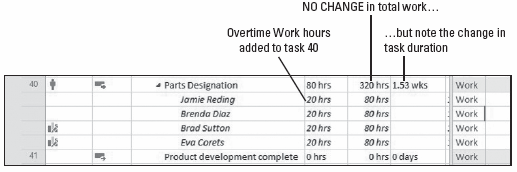 NO CHANGE in total work...
Overtime Work hours
added to task 40
...but note the change in
task duration
40 Parts Designation 80 hrs 320 hrs 1.53 wks Work
Jamie Reding 20 hrs 80 hrs Work
Brenda Diaz 20 hrs 80 hrs Work
Brad Sutton 20 hrs 80 hrs Work
Eva Corets 20 hrs 80 hrs Work
41 Product development complete 0 hrs 0 hrs 0 days Work